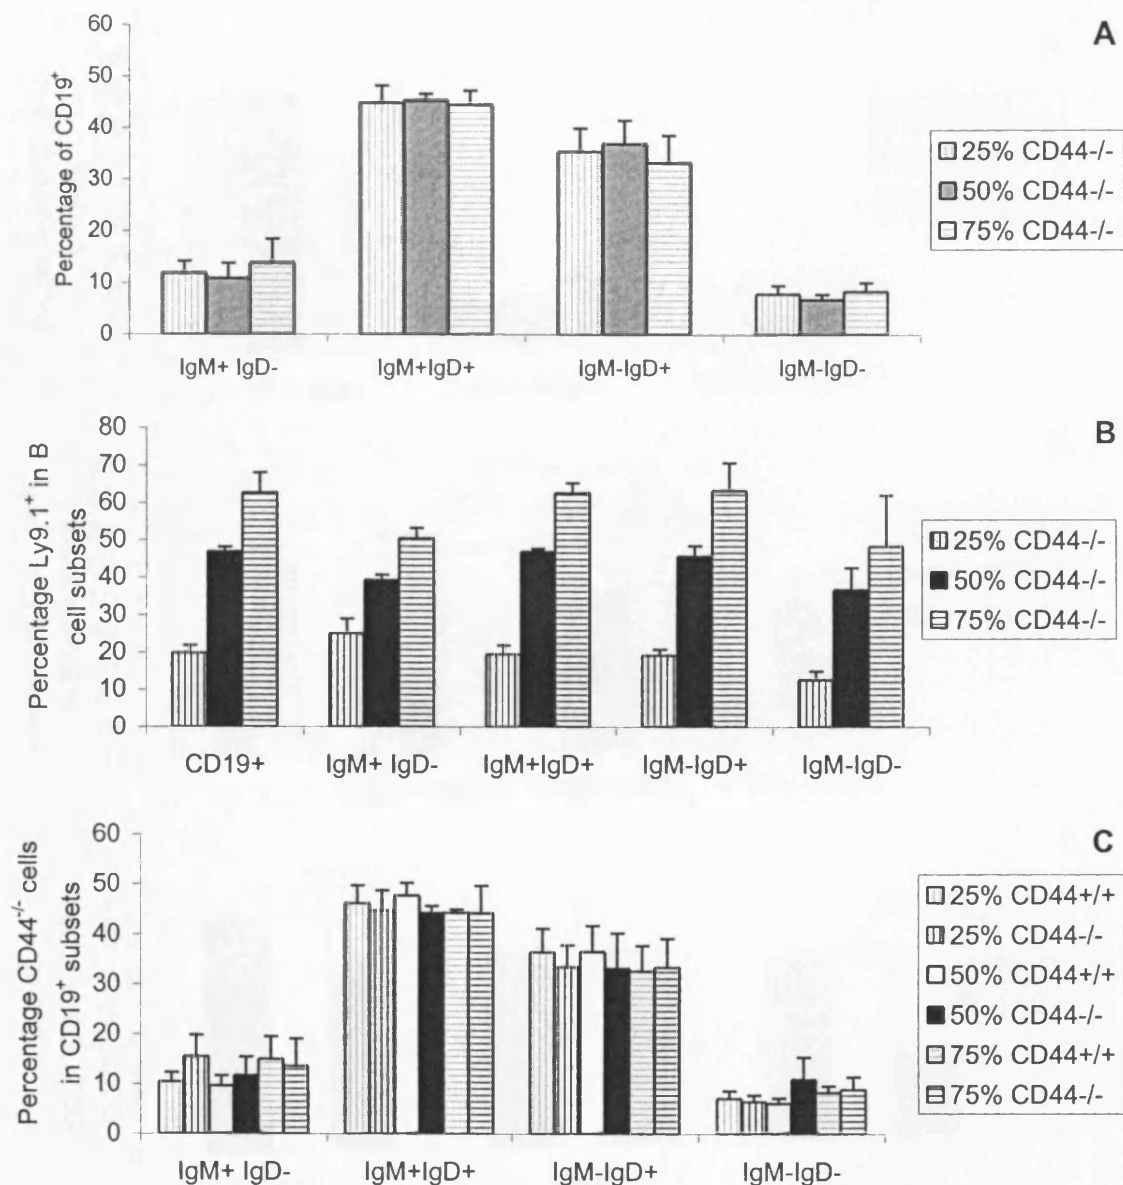 A
60
50
40
30
20
10
0
Percentage of CD19+
IgM+ IgD- IgM+IgD+ IgM-IgD+ IgM-IgD-
25% CD44-/-
50% CD44-/-
75% CD44-/-
B
80
70
60
50
40
30
20
10
0
Percentage Ly9.1+ in B
cell subsets
CD19+ IgM+ IgD- IgM+IgD+ IgM-IgD+ IgM-IgD-
25% CD44-/-
50% CD44-/-
75% CD44-/-
C
60
50
40
30
20
10
0
Percentage CD44-/- cells
in CD19+ subsets
IgM+ IgD- IgM+IgD+ IgM-IgD+ IgM-IgD-
25% CD44+/+
25% CD44-/-
50% CD44+/+
50% CD44-/-
75% CD44+/+
75% CD44-/-